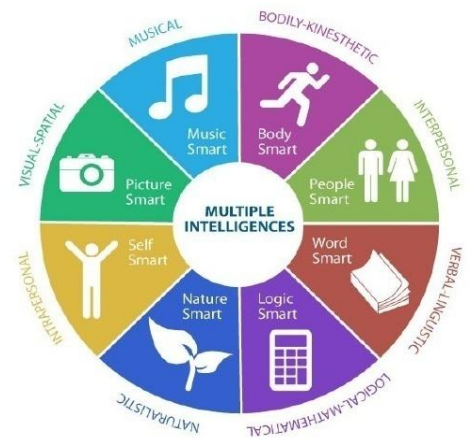 MUSICAL
BODILY-KINESTHETIC
VISUAL-SPATIAL
INTERPERSONAL
Music
Smart
Body
Smart
Picture
Smart
People
Smart
MULTIPLE
INTELLIGENCES
Self
Smart
Word
Smart
Nature
Smart
Logic
Smart
INTRAPERSONAL
VERBAL-LINGUISTIC
NATURALISTIC
LOGICAL-MATHEMATICAL